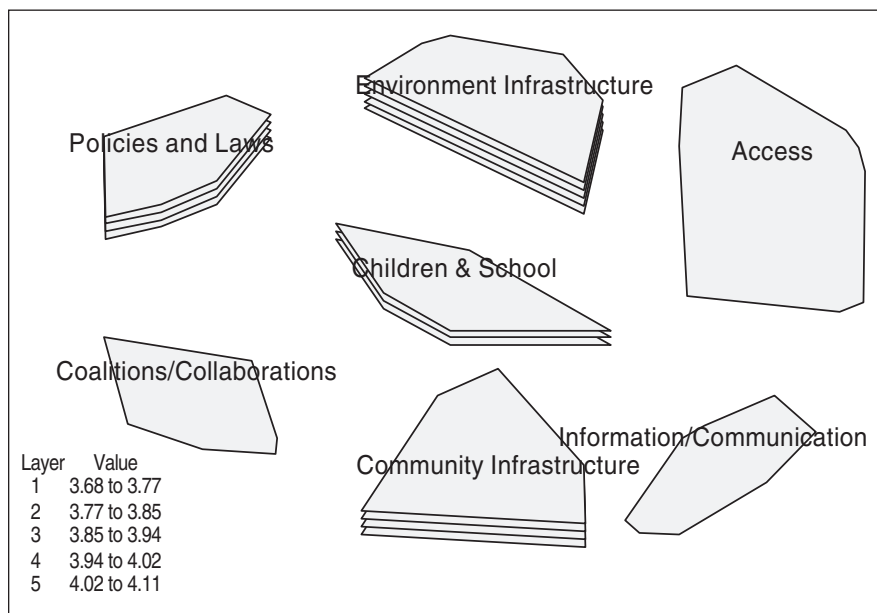 Environment Infrastructure
Policies and Laws
Access
Children & School
Coalitions/Collaborations
Information/Communication
Community Infrastructure
Layer Value
1 3.68 to 3.77
2 3.77 to 3.85
3 3.85 to 3.94
4 3.94 to 4.02
5 4.02 to 4.11